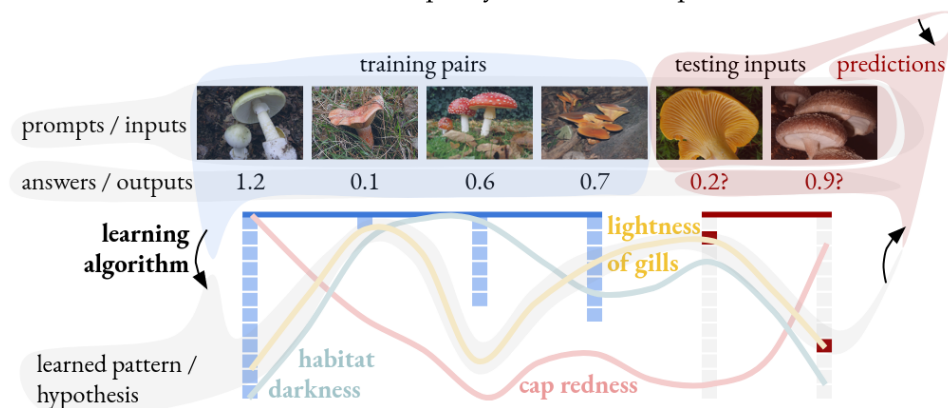 training pairs
testing inputs
predictions
prompts / inputs
answers / outputs
1.2
0.1
0.6
0.7
0.2?
0.9?
learning
algorithm
lightness
of gills
learned pattern /
hypothesis
habitat
darkness
cap redness